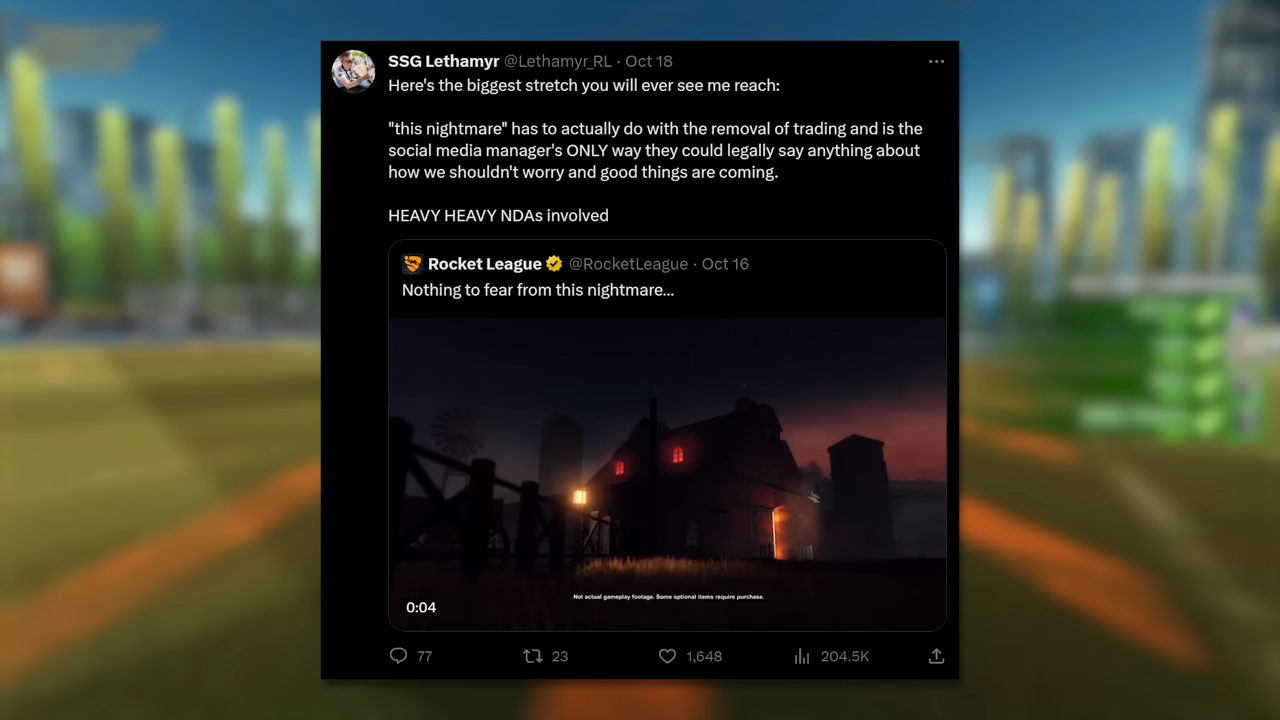 SSG Lethamyr @Lethamyr_RL · Oct 18
Here's the biggest stretch you will ever see me reach:
"this nightmare" has to actually do with the removal of trading and is the
social media manager's ONLY way they could legally say anything about
how we shouldn't worry and good things are coming.
HEAVY HEAVY NDAs involved
Rocket League @RocketLeague · Oct 16
Nothing to fear from this nightmare...
Not actual gameplay footage. Some optional items require purchase.
0:04
77 23 1,648 204.5K